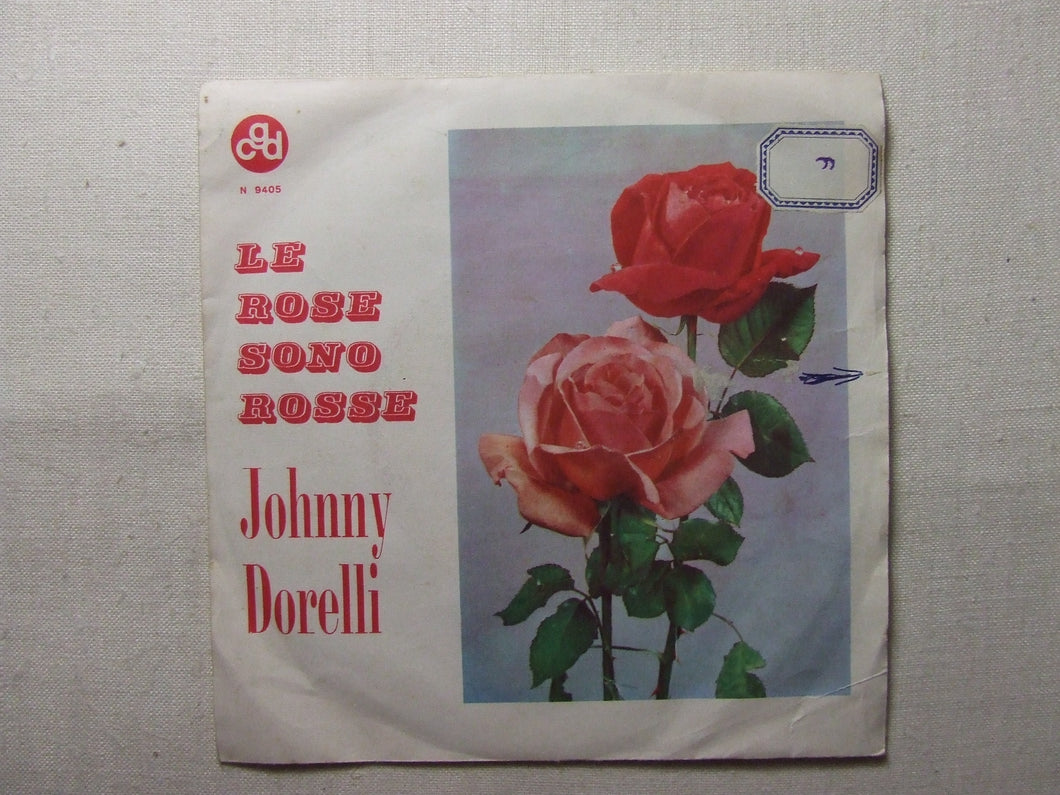 cgd
N 9405
LE
ROSE
SONO
ROSSE
Johnny
Dorelli